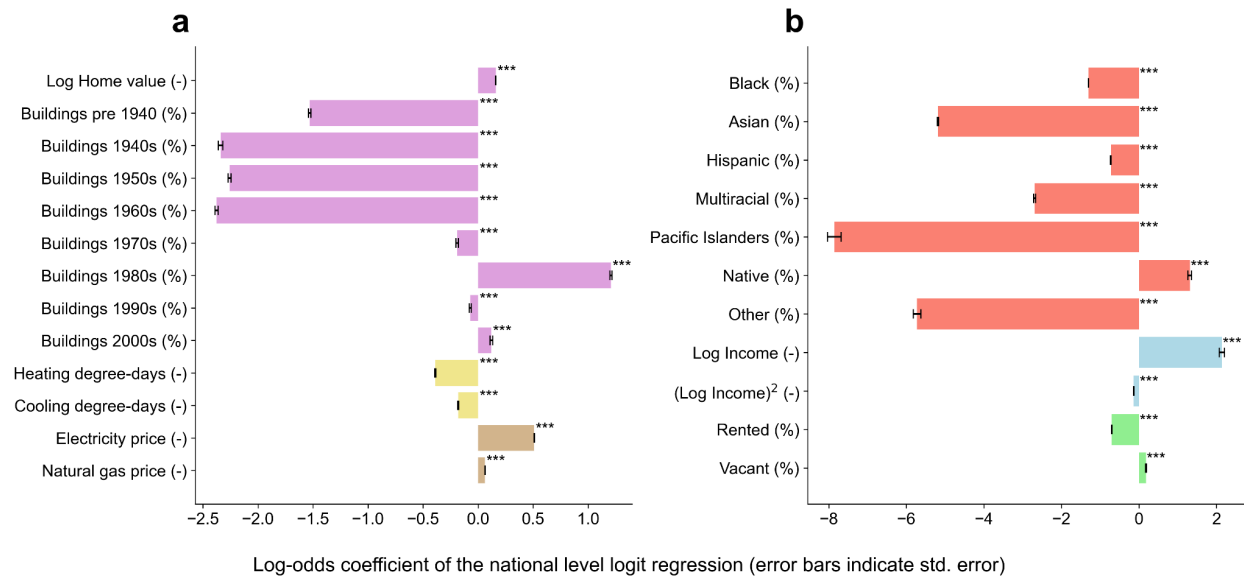 a
Log Home value (-)
***
Buildings pre 1940 (%)
***
Buildings 1940s (%)
***
Buildings 1950s (%)
***
Buildings 1960s (%)
***
Buildings 1970s (%)
***
Buildings 1980s (%)
***
Buildings 1990s (%)
***
Buildings 2000s (%)
***
Heating degree-days (-)
***
Cooling degree-days (-)
***
Electricity price (-)
***
Natural gas price (-)
***
−2.5 −2.0 −1.5 −1.0 −0.5 0.0 0.5 1.0
b
Black (%)
***
Asian (%)
***
Hispanic (%)
***
Multiracial (%)
***
Pacific Islanders (%)
***
Native (%)
***
Other (%)
***
Log Income (-)
***
(Log Income)² (-)
***
Rented (%)
***
Vacant (%)
***
−8 −6 −4 −2 0 2
Log-odds coefficient of the national level logit regression (error bars indicate std. error)